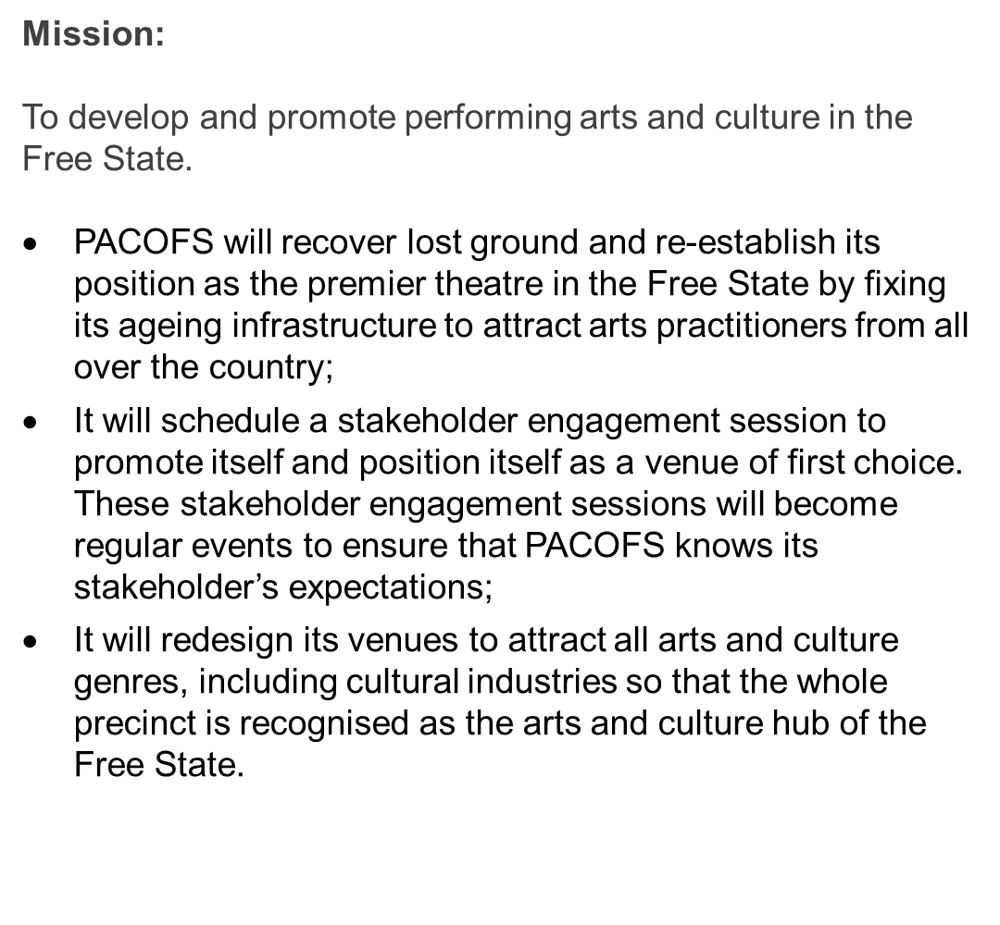 Mission:
To develop and promote performing arts and culture in the
Free State.
• PACOFS will recover lost ground and re-establish its
position as the premier theatre in the Free State by fixing
its ageing infrastructure to attract arts practitioners from all
over the country;
• It will schedule a stakeholder engagement session to
promote itself and position itself as a venue of first choice.
These stakeholder engagement sessions will become
regular events to ensure that PACOFS knows its
stakeholder’s expectations;
• It will redesign its venues to attract all arts and culture
genres, including cultural industries so that the whole
precinct is recognised as the arts and culture hub of the
Free State.